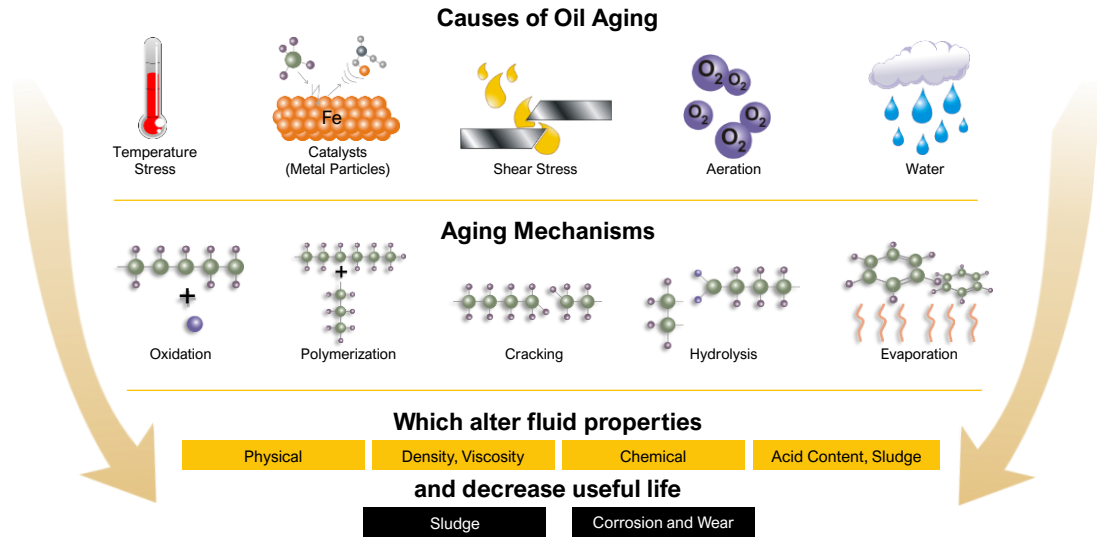 Causes of Oil Aging
Fe
O2
O2
O2
O2
O2
Temperature
Stress
Catalysts
(Metal Particles)
Shear Stress
Aeration
Water
Aging Mechanisms
+
+
Oxidation
Polymerization
Cracking
Hydrolysis
Evaporation
Which alter fluid properties
Physical
Density, Viscosity
Chemical
Acid Content, Sludge
and decrease useful life
Sludge
Corrosion and Wear